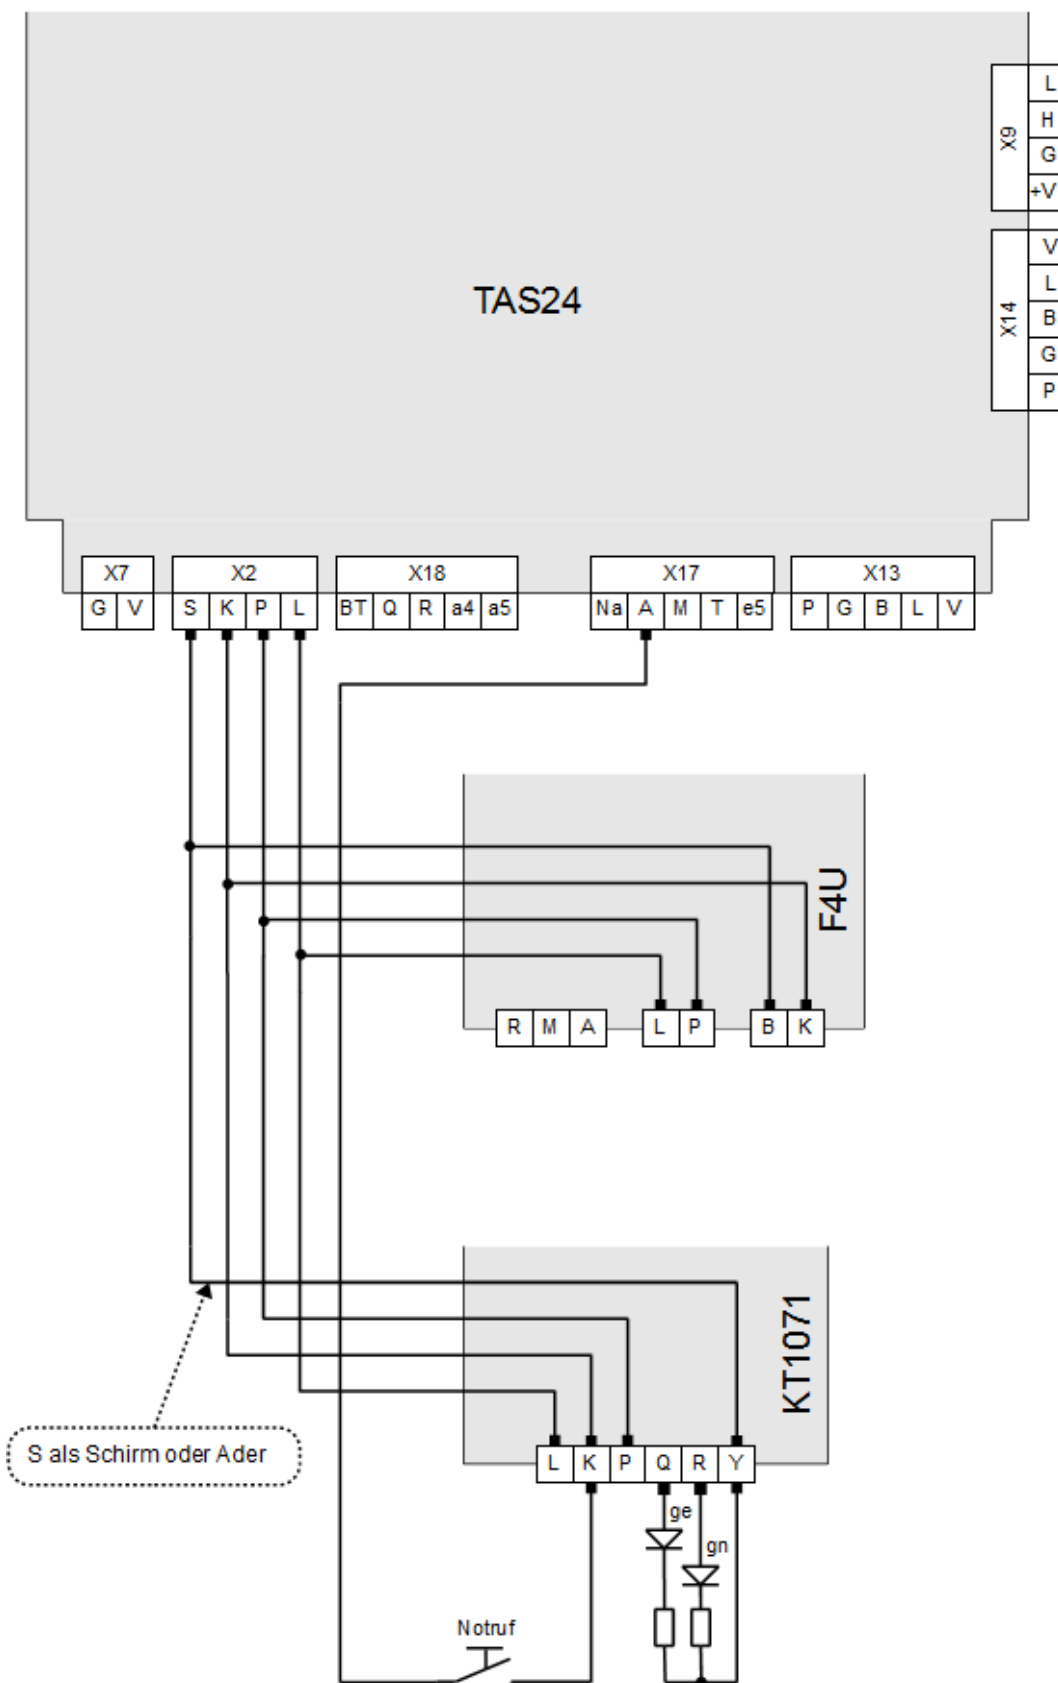 L
H
X9
G
+V
V
L
TAS24
X14
B
G
P
X7 X2 X18 X17 X13
G V S K P L BT Q R a4 a5 Na A M T e5 P G B L V
F4U
R M A L P B K
KT1071
S als Schirm oder Ader
L K P Q R Y
ge
gn
Notruf